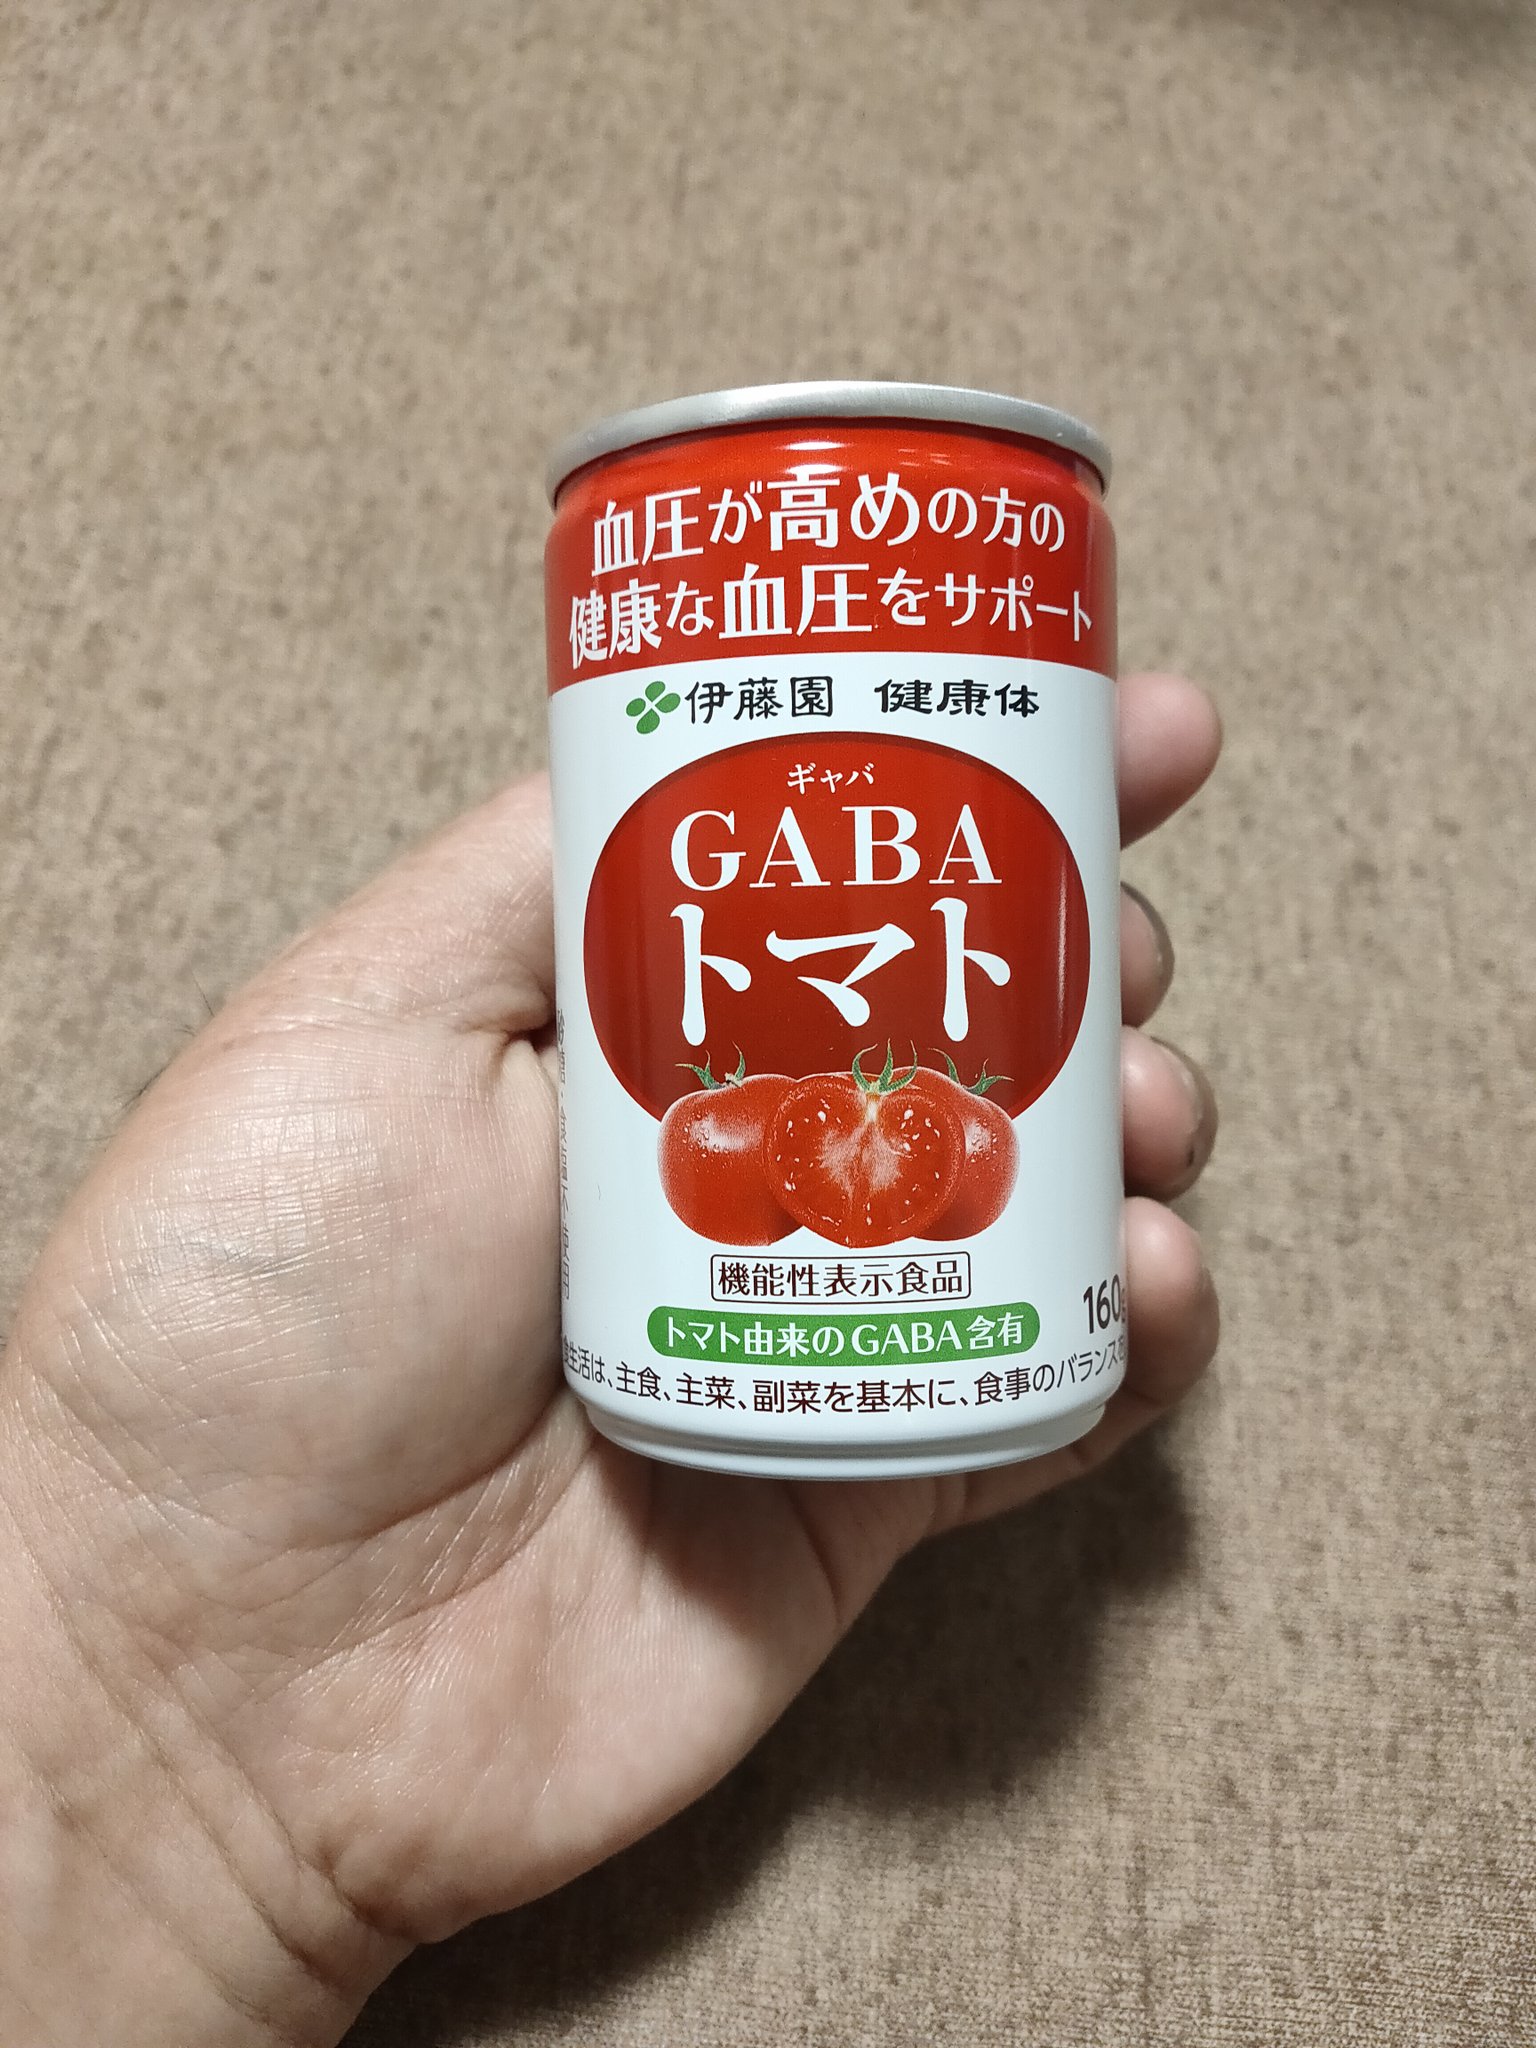 血圧が高めの方の
健康な血圧をサポート
伊藤園 健康体
ギャバ
GABA
トマト
機能性表示食品
トマト由来のGABA含有
160g
食生活は、主食、主菜、副菜を基本に、食事のバランスを